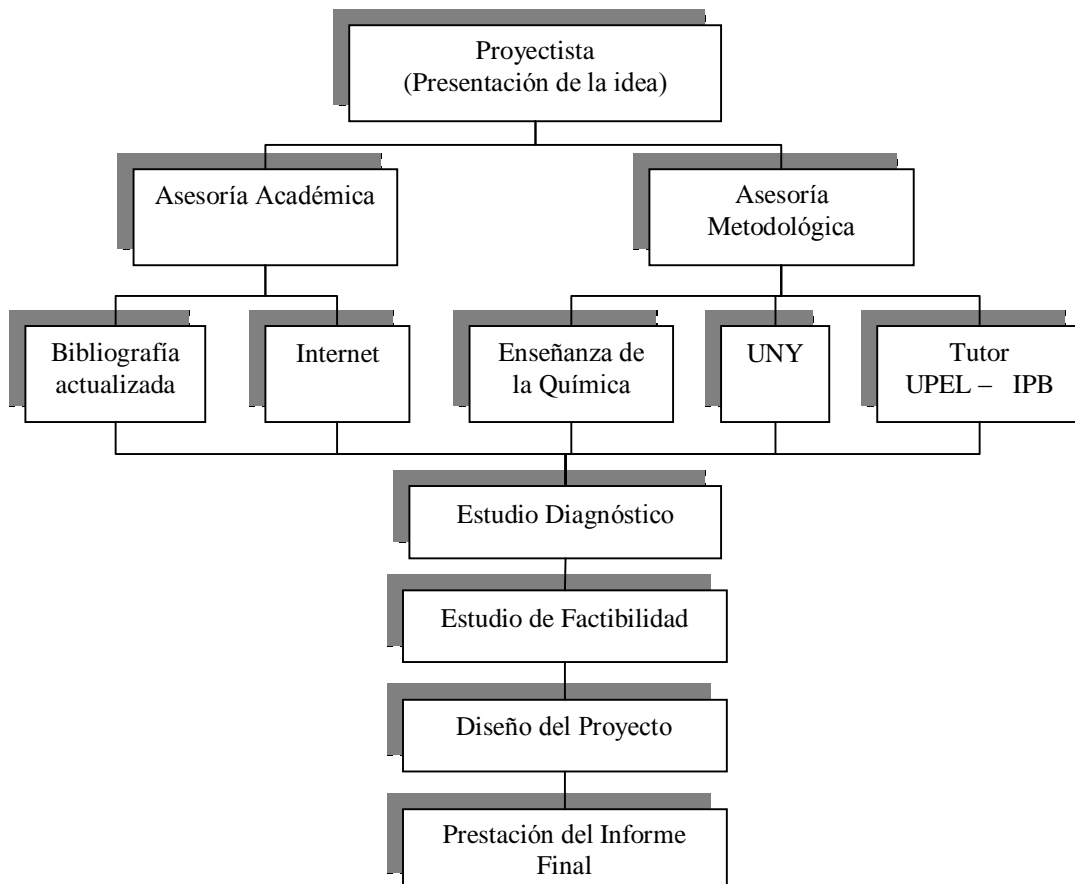 Proyectista
(Presentación de la idea)
Asesoría Académica
Asesoría
Metodológica
Bibliografía
actualizada
Internet
Enseñanza de
la Química
UNY
Tutor
UPEL – IPB
Estudio Diagnóstico
Estudio de Factibilidad
Diseño del Proyecto
Prestación del Informe
Final